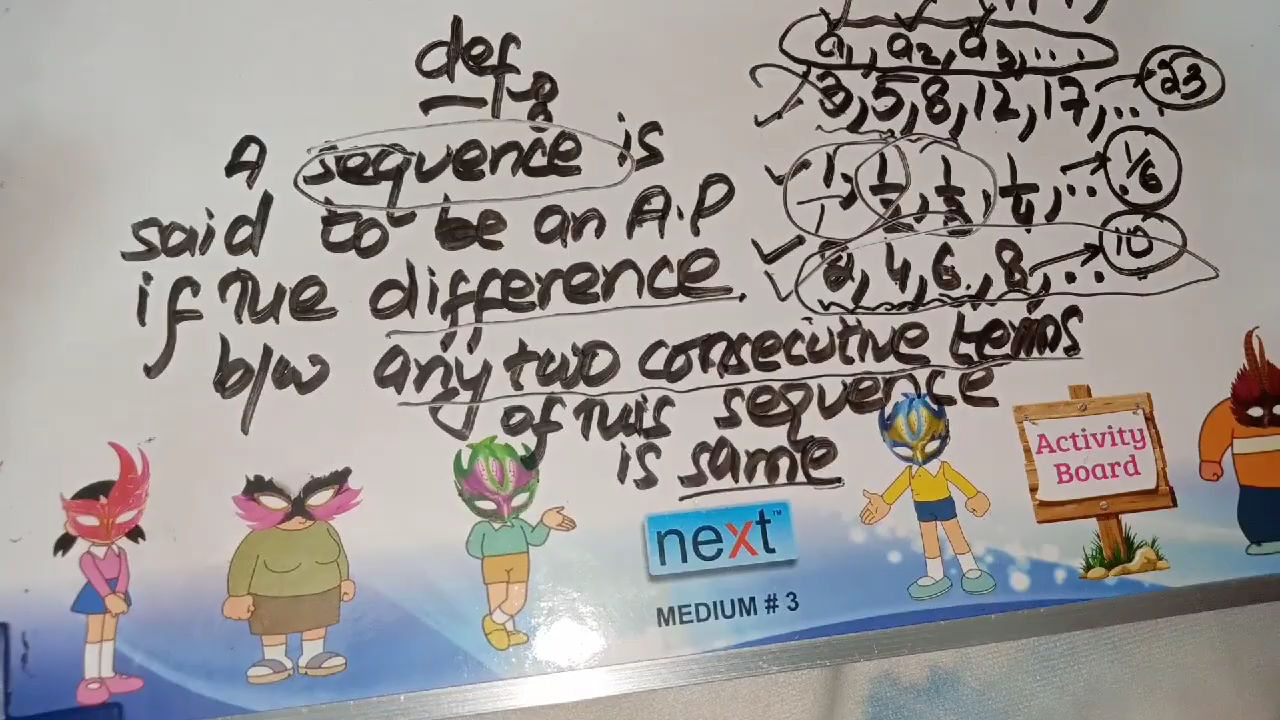 def:
A sequence is
said to be an A.P
if the difference
b/w any two consecutive terms
of this sequence
is same
a₁, a₂, a₃, ....
3, 5, 8, 12, 17, .. → 23
1/1, 1/2, 1/3, 1/4, .. → 1/6
2, 4, 6, 8, .. → 10
Activity
Board
next™
MEDIUM # 3